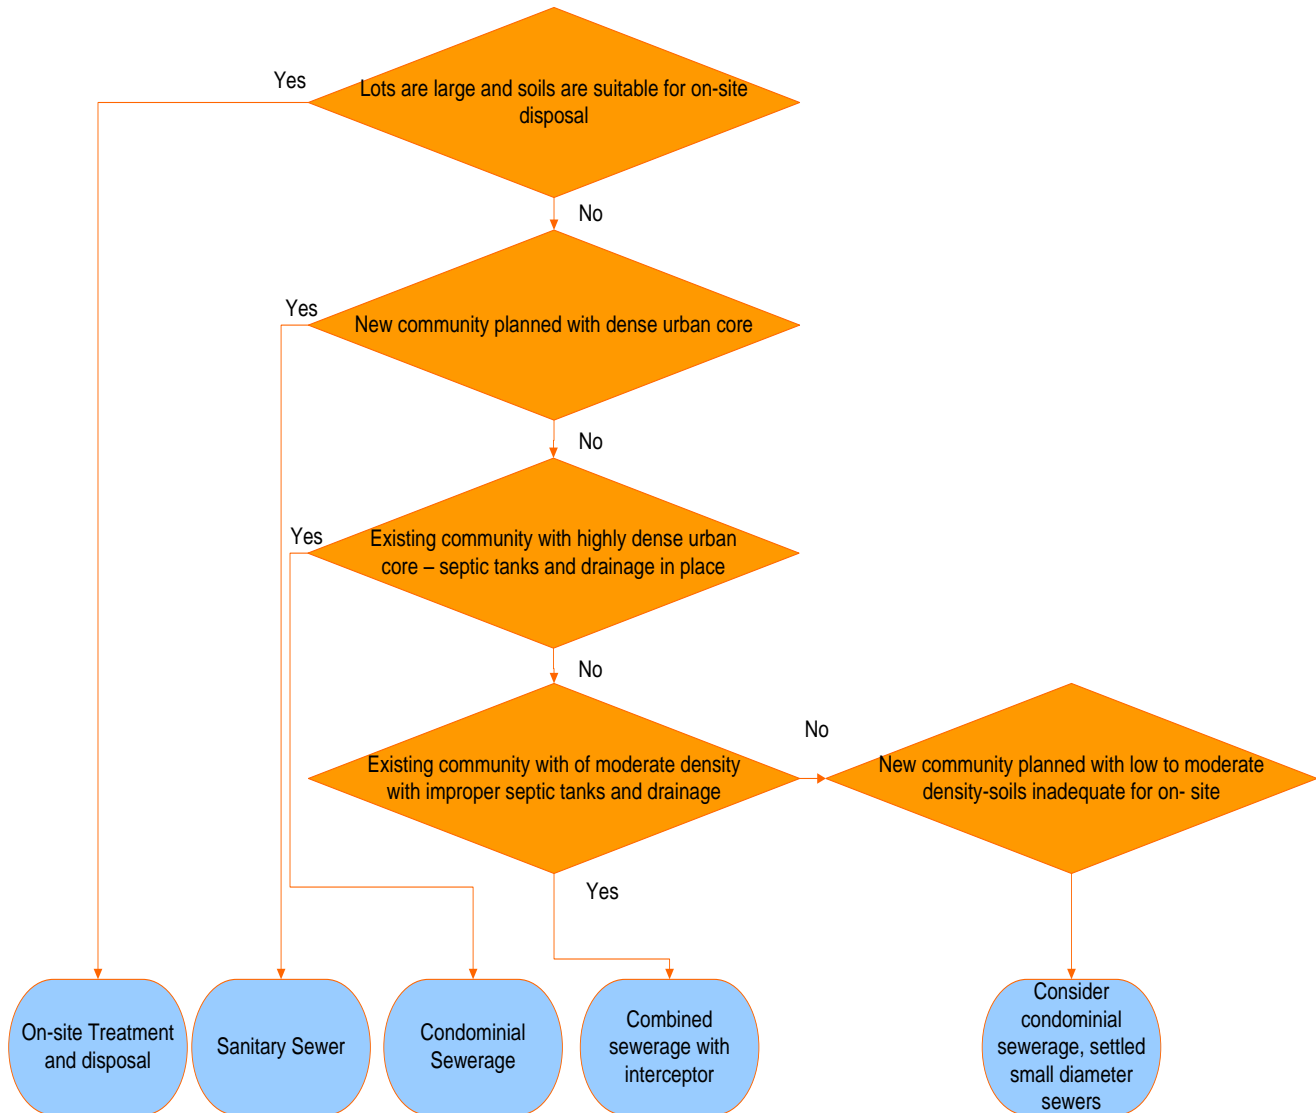 Yes
Lots are large and soils are suitable for on-site
disposal
No
Yes
New community planned with dense urban core
No
Yes
Existing community with highly dense urban
core – septic tanks and drainage in place
No
Existing community with of moderate density
with improper septic tanks and drainage
No
New community planned with low to moderate
density-soils inadequate for on- site
Yes
On-site Treatment
and disposal
Sanitary Sewer
Condominial
Sewerage
Combined
sewerage with
interceptor
Consider
condominial
sewerage, settled
small diameter
sewers